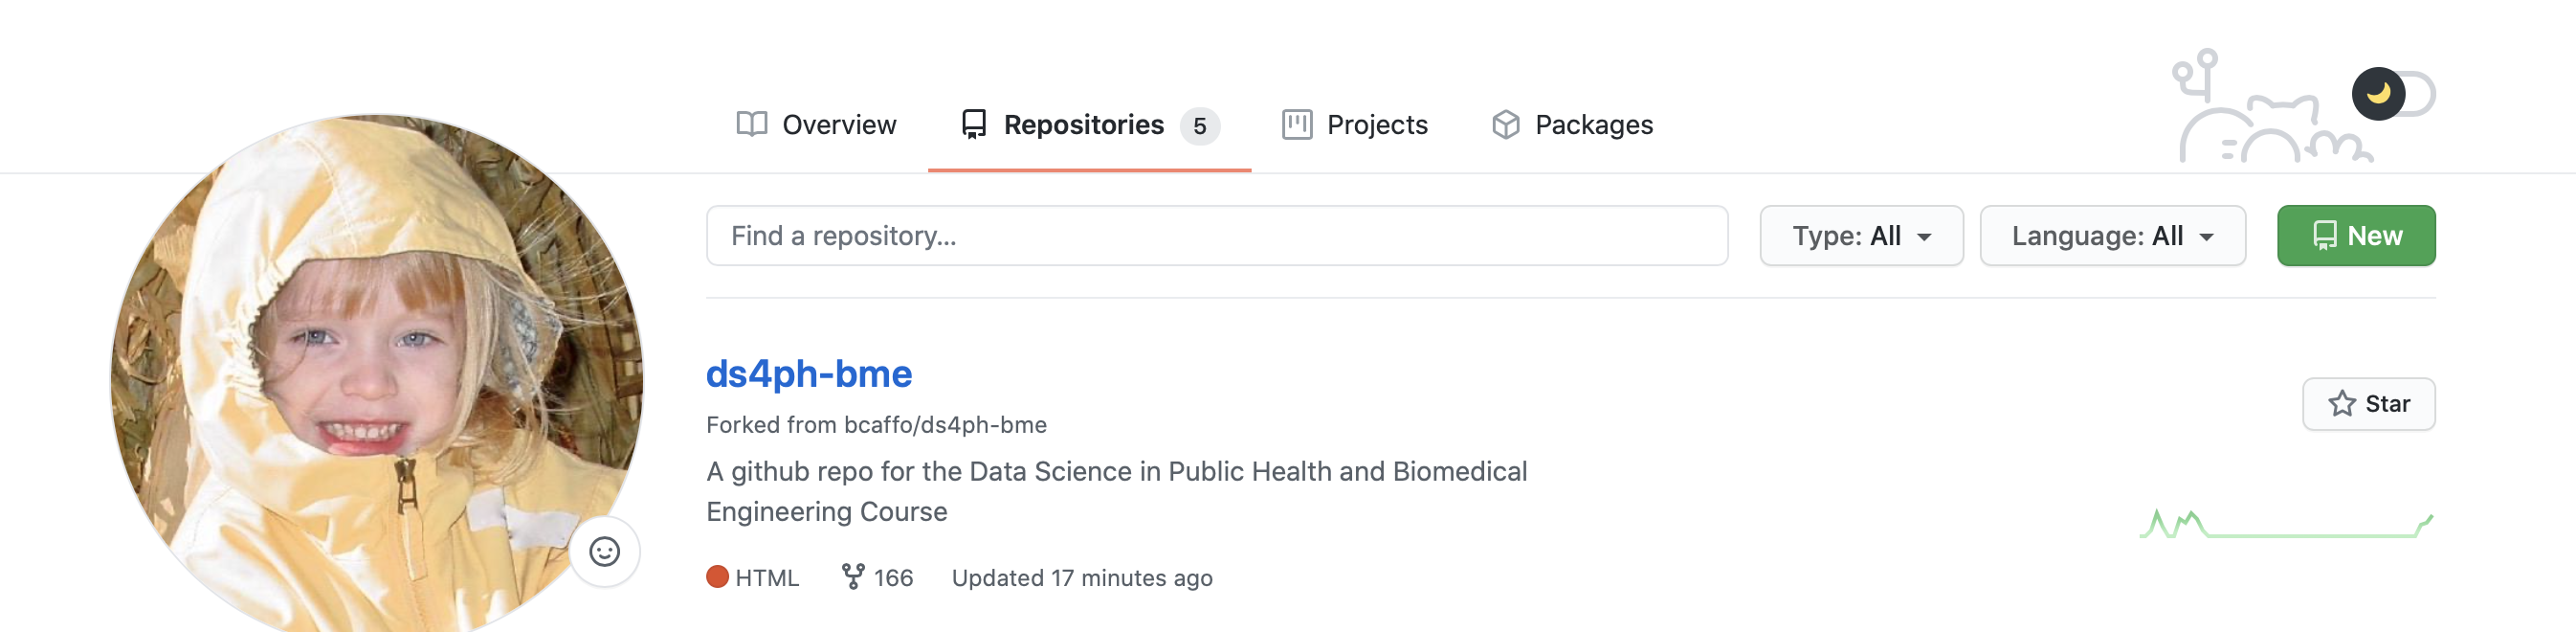 Overview Repositories 5 Projects Packages
Find a repository... Type: All Language: All New
ds4ph-bme
Star
Forked from bcaffo/ds4ph-bme
A github repo for the Data Science in Public Health and Biomedical
Engineering Course
HTML 166 Updated 17 minutes ago